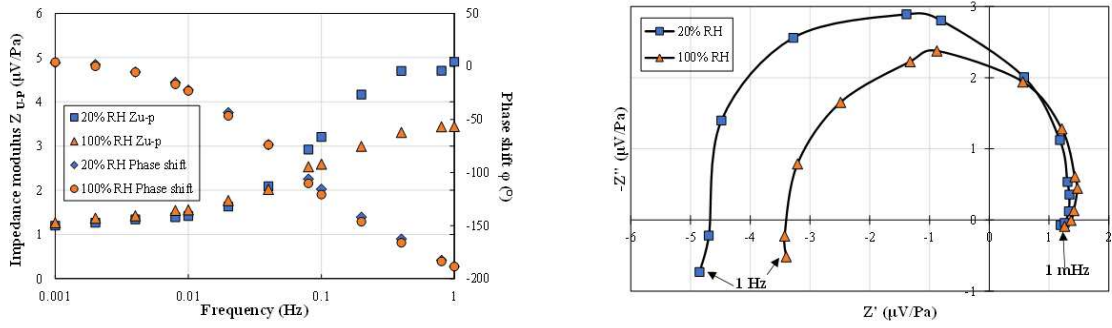 6
5
4
3
2
1
0
50
0
-50
-100
-150
-200
0.001
0.01
0.1
1
Impedance modulus Z U-p (μV/Pa)
Phase shift φ (°)
Frequency (Hz)
20% RH Zu-p
100% RH Zu-p
20% RH Phase shift
100% RH Phase shift
3
2
1
0
-1
-6
-5
-4
-3
-2
-1
0
1
2
-Z'' (μV/Pa)
Z' (μV/Pa)
20% RH
100% RH
1 Hz
1 mHz